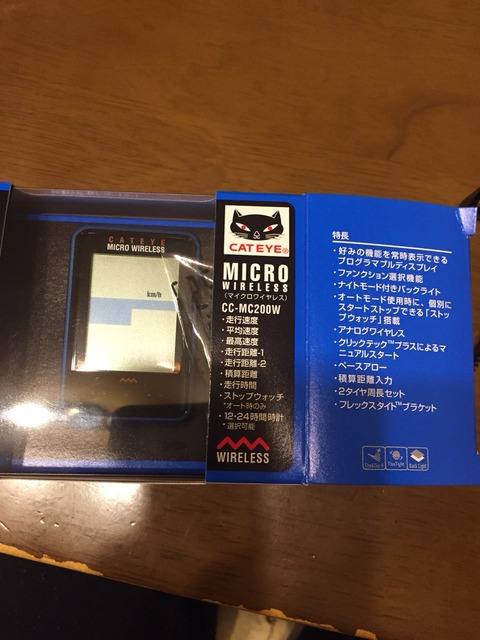 CATEYE
MICRO WIRELESS
km/h
CAT EYE®
MICRO
WIRELESS
(マイクロワイヤレス)
CC-MC200W
・走行速度
・平均速度
・最高速度
・走行距離-1
・走行距離-2
・積算距離
・走行時間
・ストップウォッチ
*オート時のみ
・12・24時間時計
*選択可能
WIRELESS
特長
・好みの機能を常時表示できる
プログラマブルディスプレイ
・ファンクション選択機能
・ナイトモード付きバックライト
・オートモード使用時に、個別に
スタートストップできる「ストッ
プウォッチ」搭載
・アナログワイヤレス
・クリックテック™プラスによるマ
ニュアルスタート
・ペースアロー
・積算距離入力
・2タイヤ周長セット
・フレックスタイト™ブラケット
ClickTec +
FlexTight
Back Light